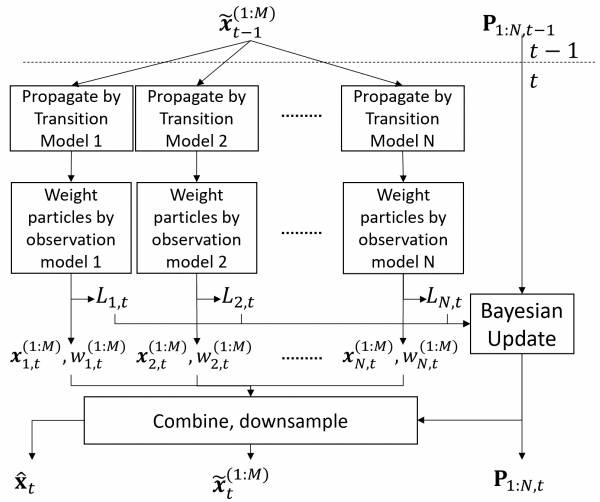 x̃_{t−1}^{(1:M)} P_{1:N,t−1}
t − 1
t
Propagate by Transition Model 1
Propagate by Transition Model 2
.........
Propagate by Transition Model N
Weight particles by observation model 1
Weight particles by observation model 2
.........
Weight particles by observation model N
L_{1,t} L_{2,t} L_{N,t}
Bayesian
Update
x_{1,t}^{(1:M)}, w_{1,t}^{(1:M)} x_{2,t}^{(1:M)}, w_{2,t}^{(1:M)} ......... x_{N,t}^{(1:M)}, w_{N,t}^{(1:M)}
Combine, downsample
x̂_t x̃_t^{(1:M)} P_{1:N,t}